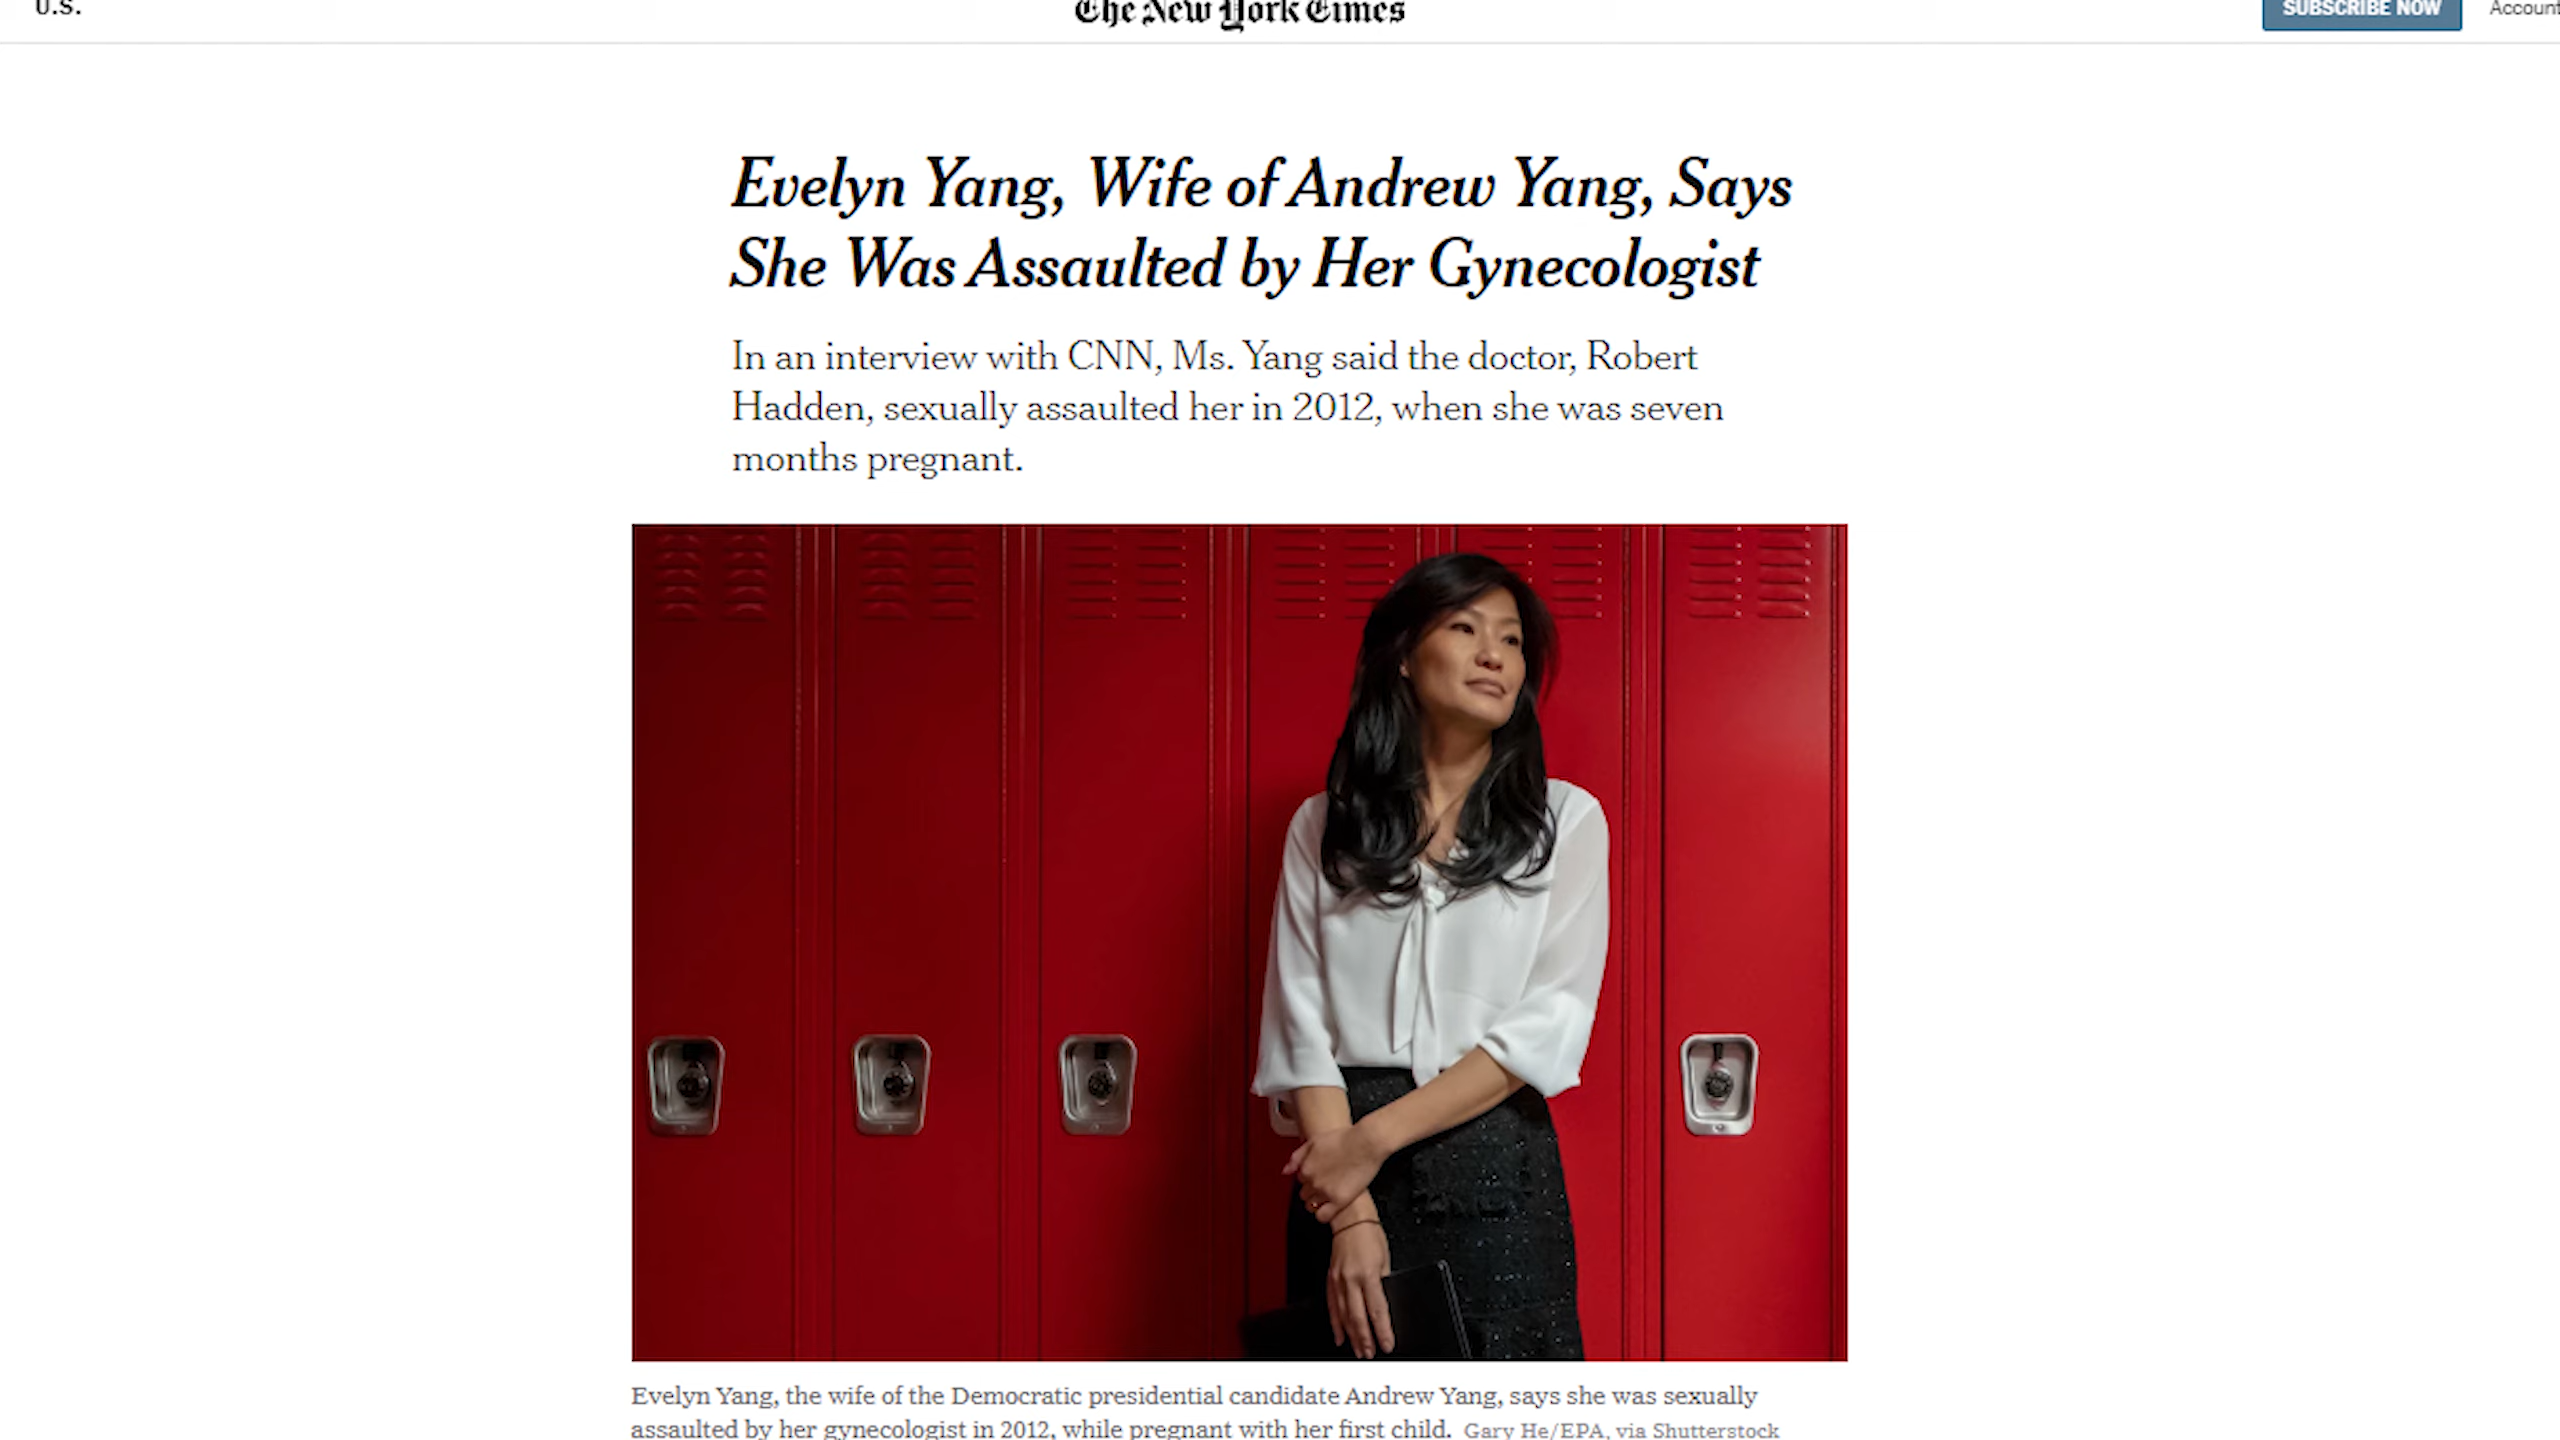 U.S.
The New York Times
SUBSCRIBE NOW
Account
Evelyn Yang, Wife of Andrew Yang, Says
She Was Assaulted by Her Gynecologist
In an interview with CNN, Ms. Yang said the doctor, Robert
Hadden, sexually assaulted her in 2012, when she was seven
months pregnant.
Evelyn Yang, the wife of the Democratic presidential candidate Andrew Yang, says she was sexually
assaulted by her gynecologist in 2012, while pregnant with her first child. Gary He/EPA, via Shutterstock